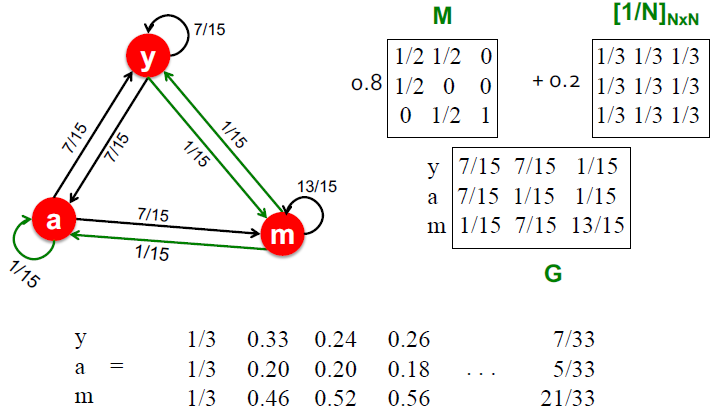 M [1/N]NxN
7/15
y
0.8 1/2 1/2 0 + 0.2 1/3 1/3 1/3
1/2 0 0 1/3 1/3 1/3
0 1/2 1 1/3 1/3 1/3
7/15
7/15
1/15
1/15
y 7/15 7/15 1/15
a 7/15 1/15 1/15
m 1/15 7/15 13/15
13/15
a
7/15
m
1/15
1/15
G
y 1/3 0.33 0.24 0.26 7/33
a = 1/3 0.20 0.20 0.18 . . . 5/33
m 1/3 0.46 0.52 0.56 21/33